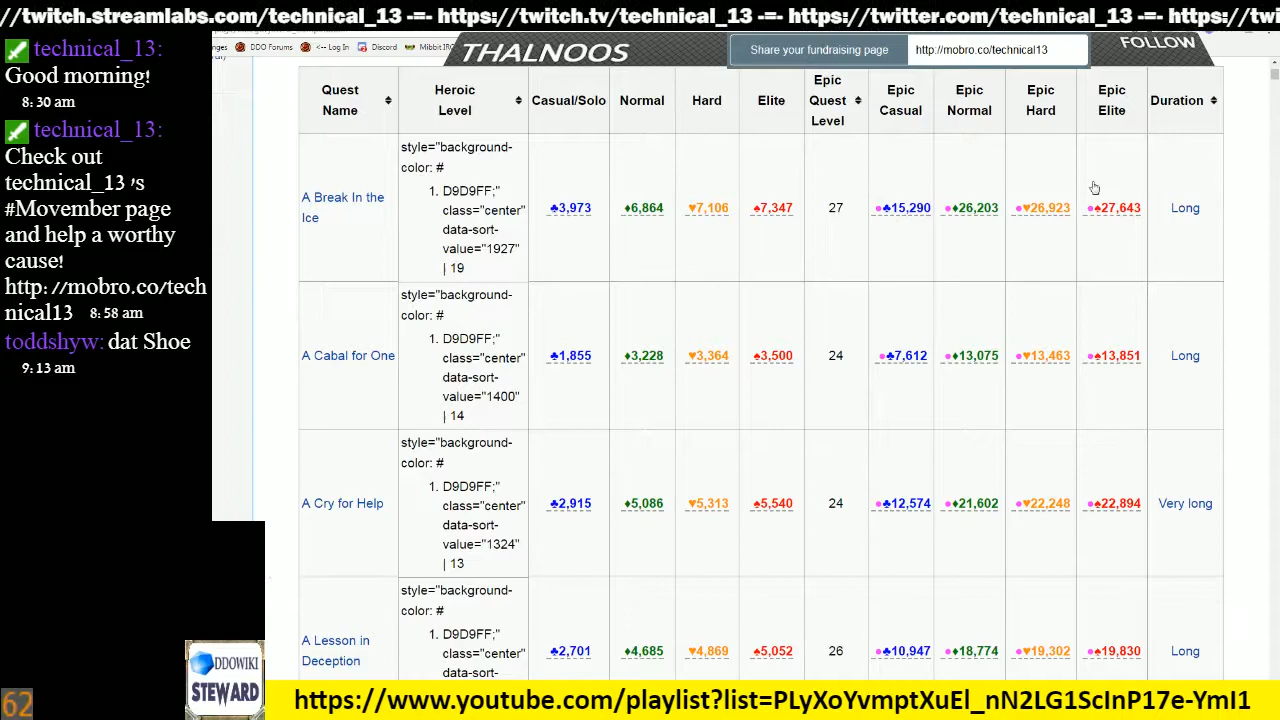 //twitch.streamlabs.com/technical_13 -=- https://twitch.tv/technical_13 -=- https://twitter.com/technical_13 -=- https://twi
technical_13:
Good morning!
8:30 am
technical_13:
Check out
technical_13's
#Movember page
and help a worthy
cause!
http://mobro.co/tech
nical13 8:58 am
toddshyw: dat Shoe
9:13 am
nges DDO Forums <-- Log In Discord Mibbit IR
THALNOOS
Share your fundraising page http://mobro.co/technical13
FOLLOW
Quest Name Heroic Level Casual/Solo Normal Hard Elite Epic Quest Level Epic Casual Epic Normal Epic Hard Epic Elite Duration
A Break In the
Ice
style="background-
color: #
1. D9D9FF;"
class="center"
data-sort-
value="1927"
| 19
♣3,973 ♦6,864 ♥7,106 ♠7,347 27 ●♣15,290 ●♦26,203 ●♥26,923 ●♠27,643 Long
A Cabal for One
style="background-
color: #
1. D9D9FF;"
class="center"
data-sort-
value="1400"
| 14
♣1,855 ♦3,228 ♥3,364 ♠3,500 24 ●♣7,612 ●♦13,075 ●♥13,463 ●♠13,851 Long
A Cry for Help
style="background-
color: #
1. D9D9FF;"
class="center"
data-sort-
value="1324"
| 13
♣2,915 ♦5,086 ♥5,313 ♠5,540 24 ●♣12,574 ●♦21,602 ●♥22,248 ●♠22,894 Very long
A Lesson in
Deception
style="background-
color: #
1. D9D9FF;"
class="center"
data-sort-
♣2,701 ♦4,685 ♥4,869 ♠5,052 26 ●♣10,947 ●♦18,774 ●♥19,302 ●♠19,830 Long
DDOWIKI
STEWARD
62
https://www.youtube.com/playlist?list=PLyXoYvmptXuEl_nN2LG1ScInP17e-YmI1